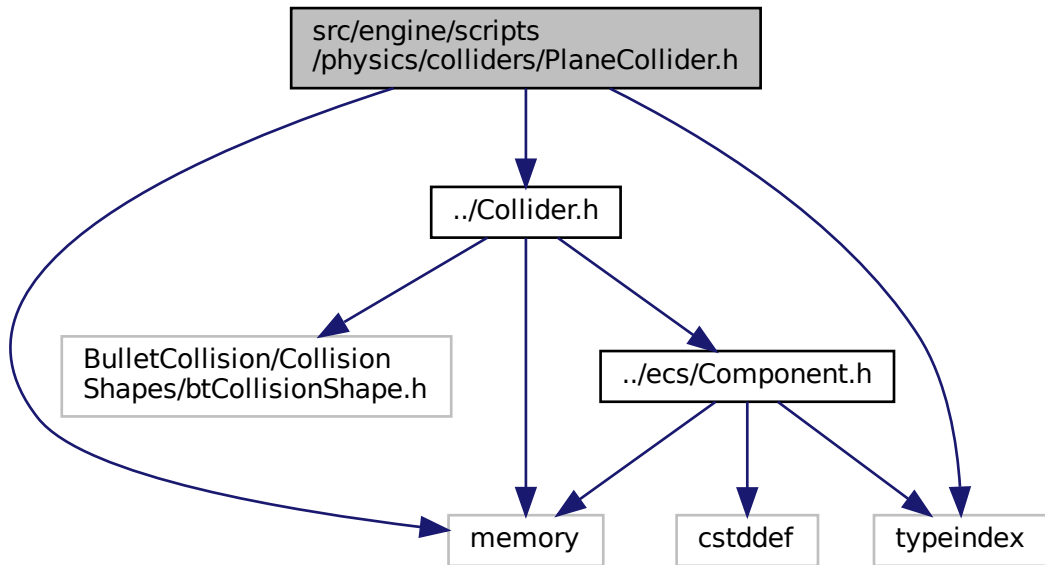 src/engine/scripts
/physics/colliders/PlaneCollider.h
../Collider.h
BulletCollision/Collision
Shapes/btCollisionShape.h
../ecs/Component.h
memory
cstddef
typeindex